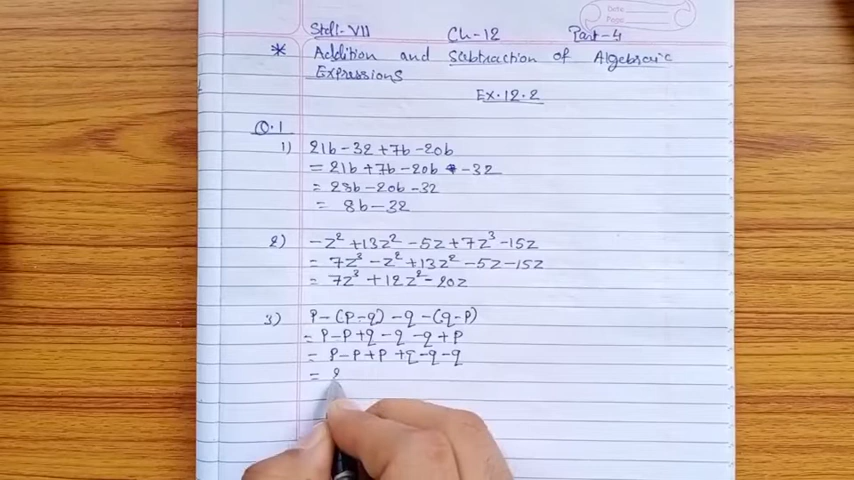 Date:
Page:
Std:-VII Ch-12 Part-4
* Addition and Subtraction of Algebraic
Expressions
Ex.12.2
Q.1
1) 21b - 32 + 7b - 20b
= 21b + 7b - 20b - 32
= 28b - 20b - 32
= 8b - 32
2) -z² + 13z² - 5z + 7z³ - 15z
= 7z³ - z² + 13z² - 5z - 15z
= 7z³ + 12z² - 20z
3) P - (P - q) - q - (q - P)
= P - P + q - q - q + P
= P - P + P + q - q - q
=